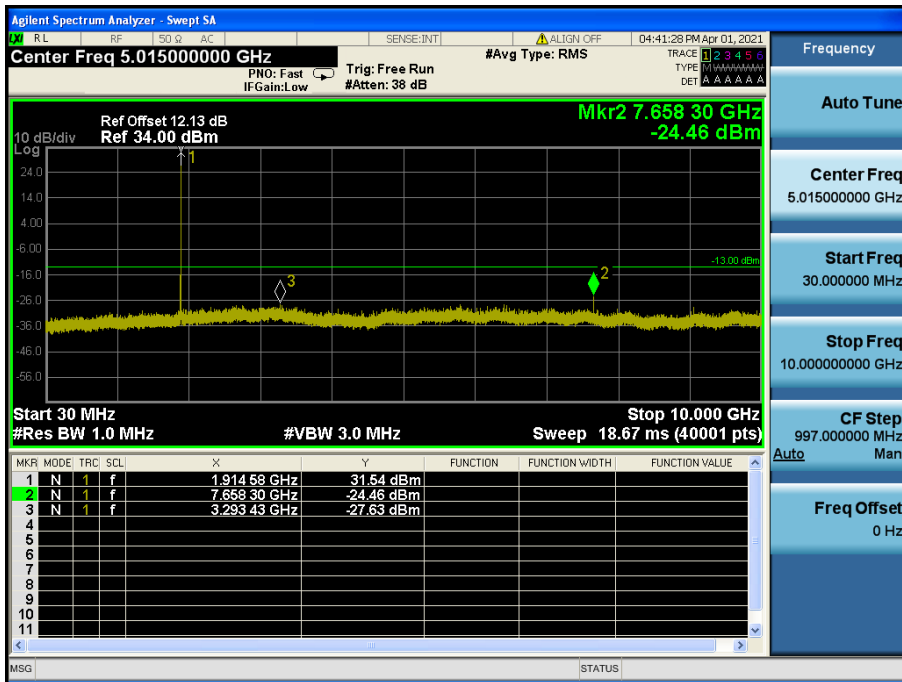 Agilent Spectrum Analyzer - Swept SA
LXI RL RF 50 Ω AC SENSE:INT ALIGN OFF 04:41:28 PM Apr 01, 2021
Center Freq 5.015000000 GHz
PNO: Fast
IFGain:Low
Trig: Free Run
#Atten: 38 dB
#Avg Type: RMS
TRACE 1 2 3 4 5 6
TYPE M W W W W W
DET A A A A A A
Mkr2 7.658 30 GHz
-24.46 dBm
Ref Offset 12.13 dB
10 dB/div Ref 34.00 dBm
Log
24.0
14.0
4.00
-6.00
-16.0
-26.0
-36.0
-46.0
-56.0
1
2
3
-13.00 dBm
Start 30 MHz Stop 10.000 GHz
#Res BW 1.0 MHz #VBW 3.0 MHz Sweep 18.67 ms (40001 pts)
MKR MODE TRC SCL X Y FUNCTION FUNCTION WIDTH FUNCTION VALUE
1 N 1 f 1.914 58 GHz 31.54 dBm
2 N 1 f 7.658 30 GHz -24.46 dBm
3 N 1 f 3.293 43 GHz -27.63 dBm
4
5
6
7
8
9
10
11
MSG STATUS
Frequency
Auto Tune
Center Freq
5.015000000 GHz
Start Freq
30.000000 MHz
Stop Freq
10.000000000 GHz
CF Step
997.000000 MHz
Auto Man
Freq Offset
0 Hz